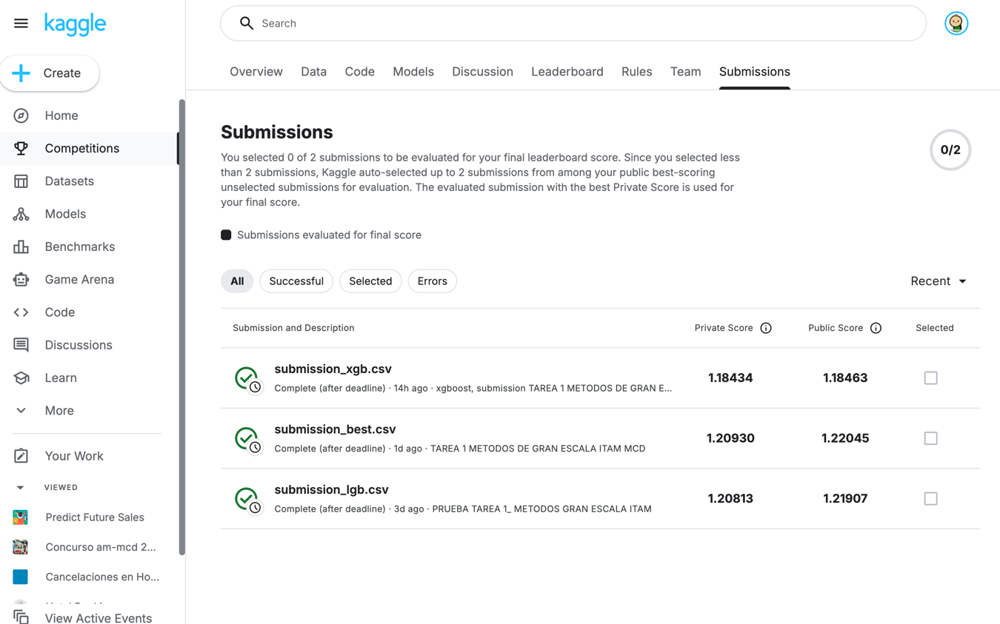 kaggle
Search
Create
Overview Data Code Models Discussion Leaderboard Rules Team Submissions
Home
Competitions
Datasets
Models
Benchmarks
Game Arena
Code
Discussions
Learn
More
Your Work
VIEWED
Predict Future Sales
Concurso am-mcd 2...
Cancelaciones en Ho...
View Active Events
Submissions
0/2
You selected 0 of 2 submissions to be evaluated for your final leaderboard score. Since you selected less
than 2 submissions, Kaggle auto-selected up to 2 submissions from among your public best-scoring
unselected submissions for evaluation. The evaluated submission with the best Private Score is used for
your final score.
Submissions evaluated for final score
All Successful Selected Errors Recent
Submission and Description Private Score Public Score Selected
submission_xgb.csv 1.18434 1.18463
Complete (after deadline) · 14h ago · xgboost, submission TAREA 1 METODOS DE GRAN E...
submission_best.csv 1.20930 1.22045
Complete (after deadline) · 1d ago · TAREA 1 METODOS DE GRAN ESCALA ITAM MCD
submission_lgb.csv 1.20813 1.21907
Complete (after deadline) · 3d ago · PRUEBA TAREA 1_ METODOS GRAN ESCALA ITAM